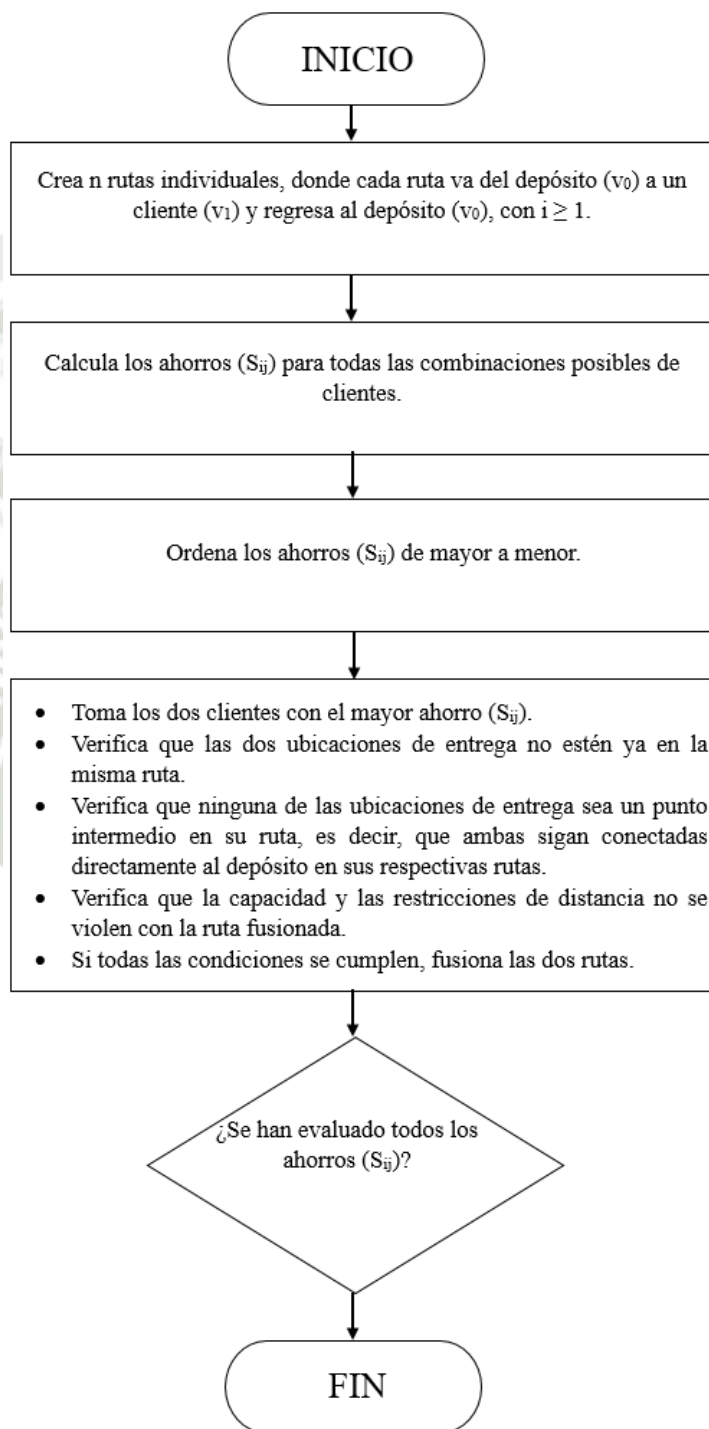 INICIO
Crea n rutas individuales, donde cada ruta va del depósito (v₀) a un
cliente (v₁) y regresa al depósito (v₀), con i ≥ 1.
Calcula los ahorros (Sᵢⱼ) para todas las combinaciones posibles de
clientes.
Ordena los ahorros (Sᵢⱼ) de mayor a menor.
• Toma los dos clientes con el mayor ahorro (Sᵢⱼ).
• Verifica que las dos ubicaciones de entrega no estén ya en la
misma ruta.
• Verifica que ninguna de las ubicaciones de entrega sea un punto
intermedio en su ruta, es decir, que ambas sigan conectadas
directamente al depósito en sus respectivas rutas.
• Verifica que la capacidad y las restricciones de distancia no se
violen con la ruta fusionada.
• Si todas las condiciones se cumplen, fusiona las dos rutas.
¿Se han evaluado todos los
ahorros (Sᵢⱼ)?
FIN